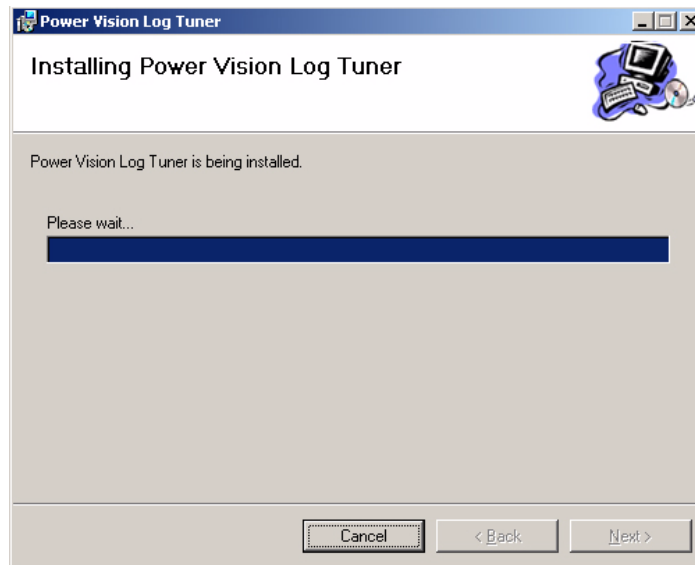 Power Vision Log Tuner
Installing Power Vision Log Tuner
Power Vision Log Tuner is being installed.
Please wait...
Cancel
< Back
Next >